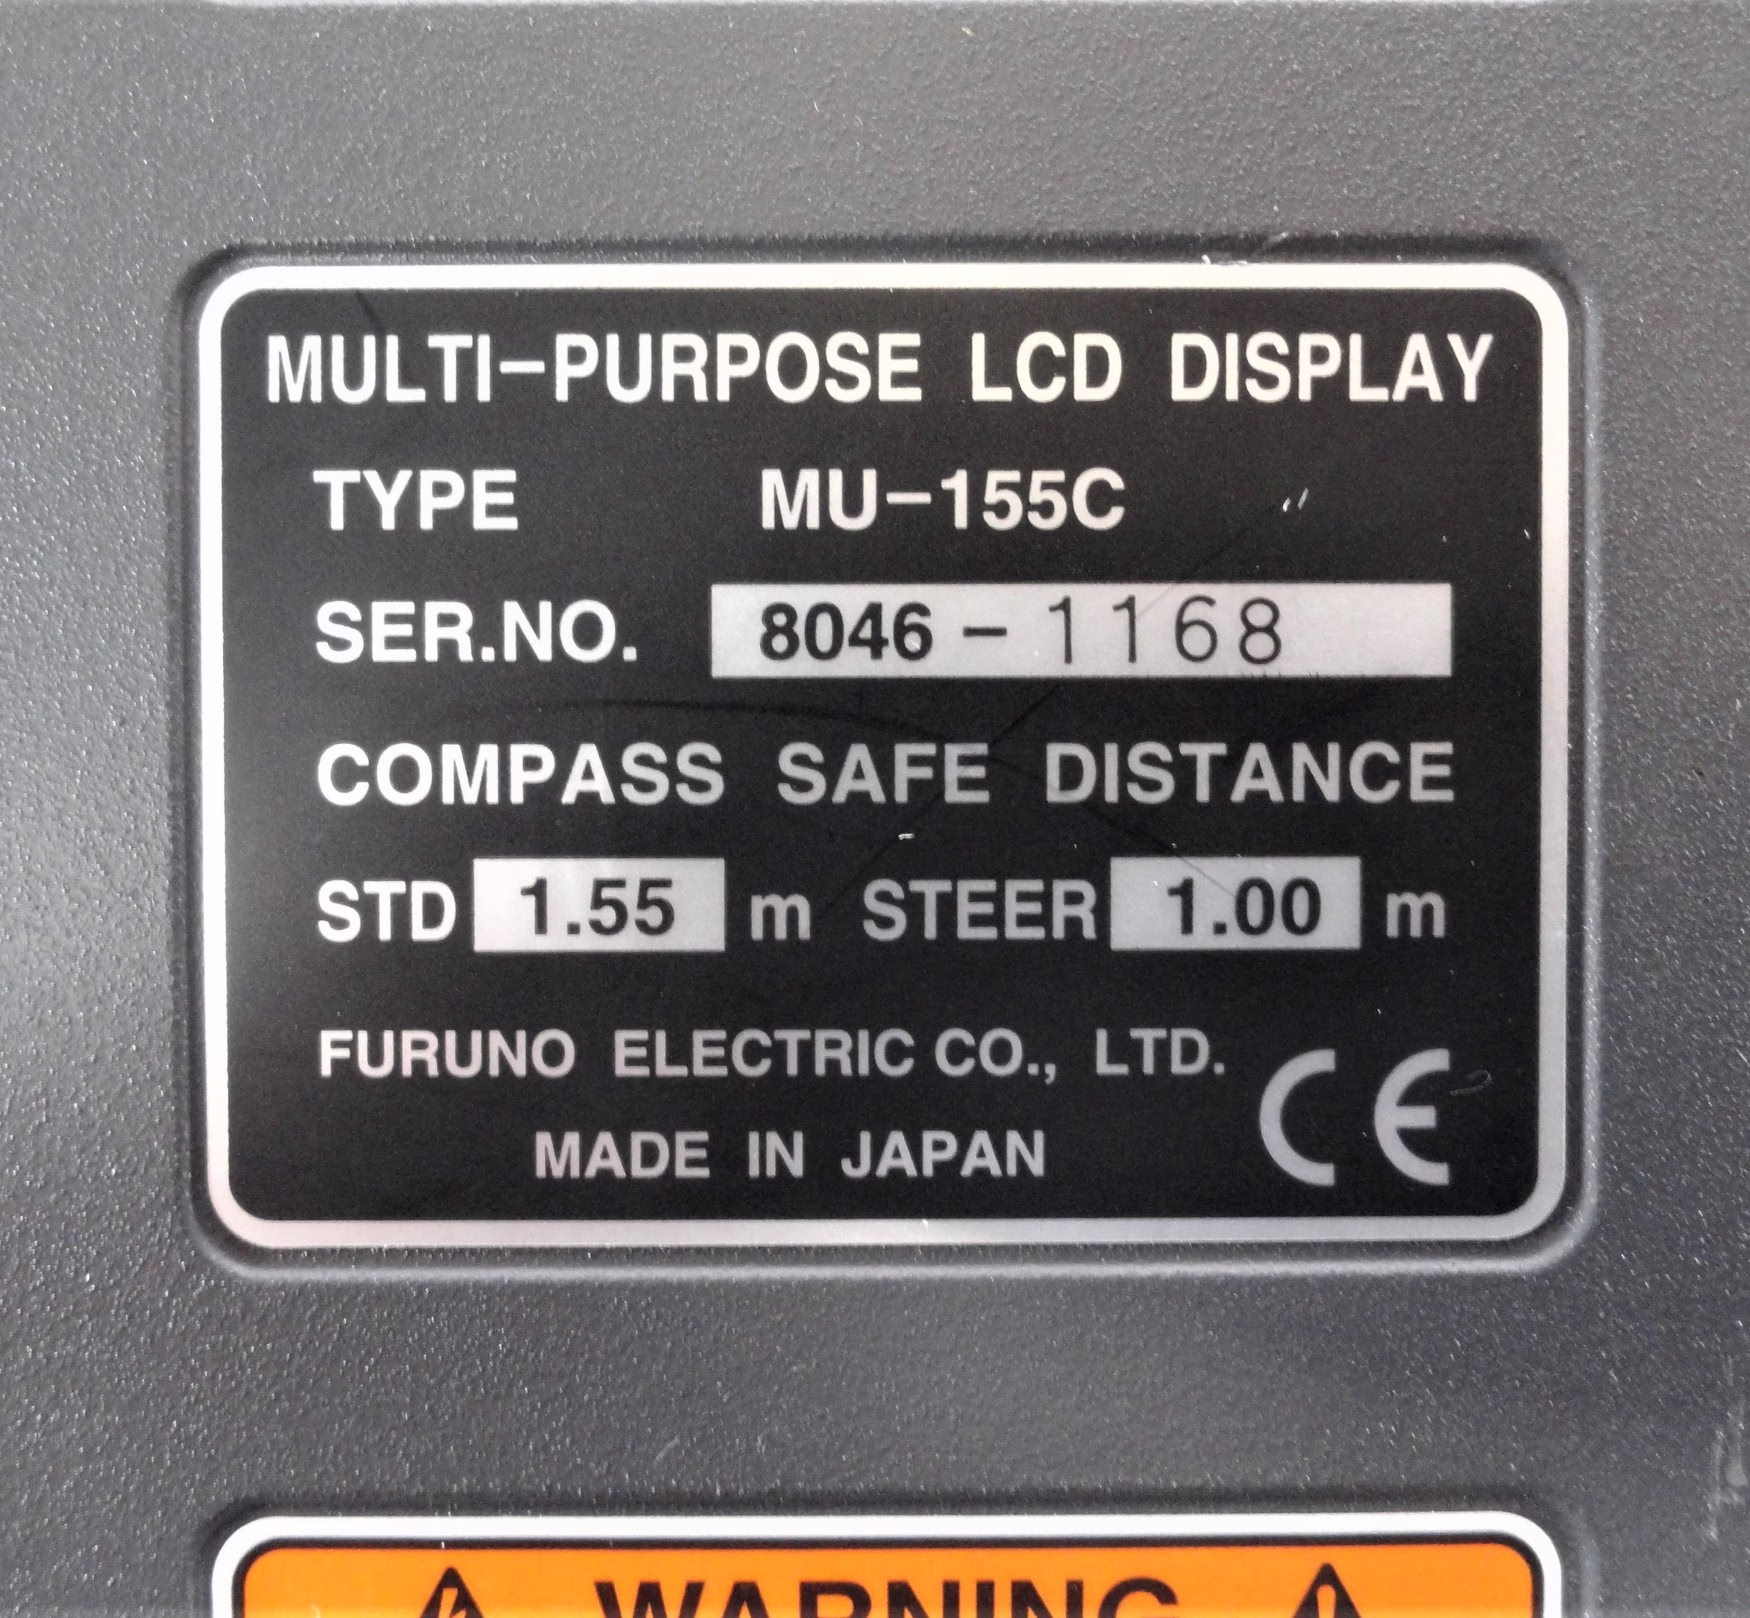 MULTI-PURPOSE LCD DISPLAY
TYPE MU-155C
SER.NO. 8046-1168
COMPASS SAFE DISTANCE
STD 1.55 m STEER 1.00 m
FURUNO ELECTRIC CO., LTD.
CE
MADE IN JAPAN
WARNING